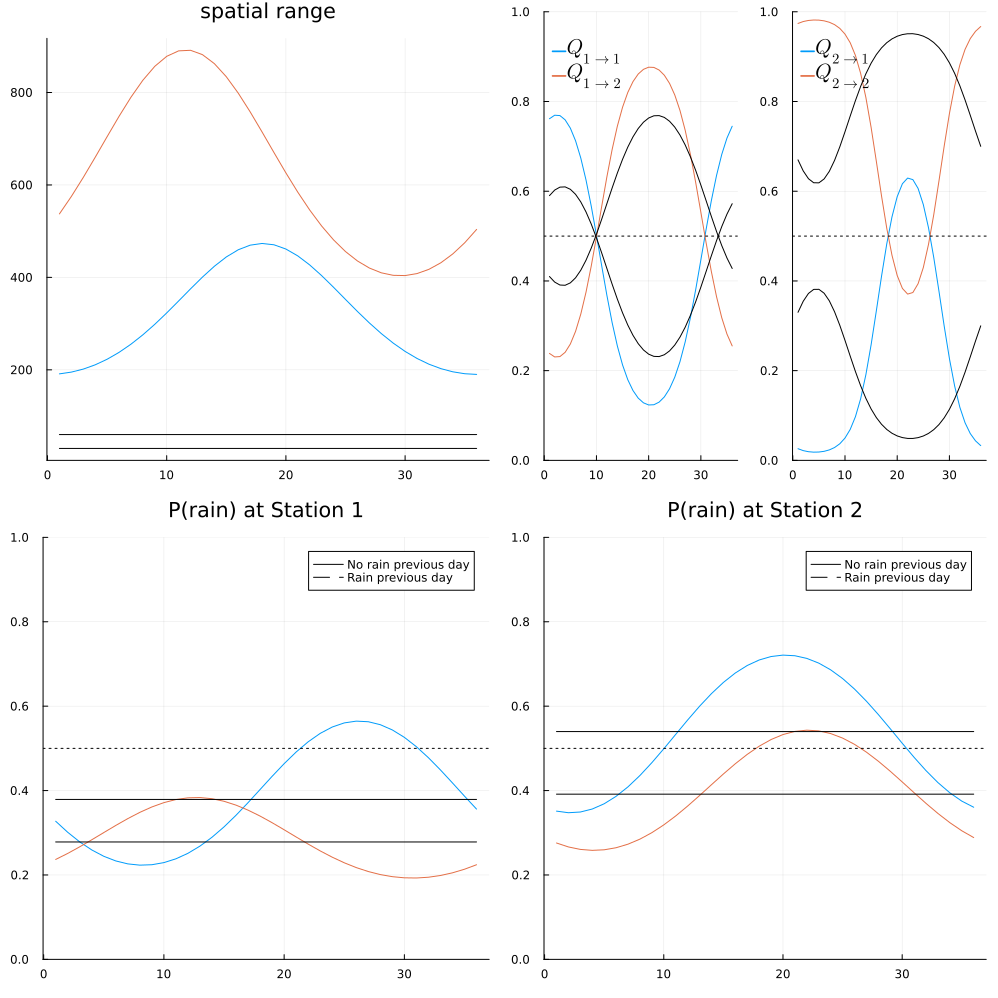 spatial range
800
600
400
200
0 10 20 30
1.0
0.8
0.6
0.4
0.2
0.0
0 10 20 30
Q1→1
Q1→2
1.0
0.8
0.6
0.4
0.2
0.0
0 10 20 30
Q2→1
Q2→2
P(rain) at Station 1
1.0
0.8
0.6
0.4
0.2
0.0
0 10 20 30
No rain previous day
Rain previous day
P(rain) at Station 2
1.0
0.8
0.6
0.4
0.2
0.0
0 10 20 30
No rain previous day
Rain previous day